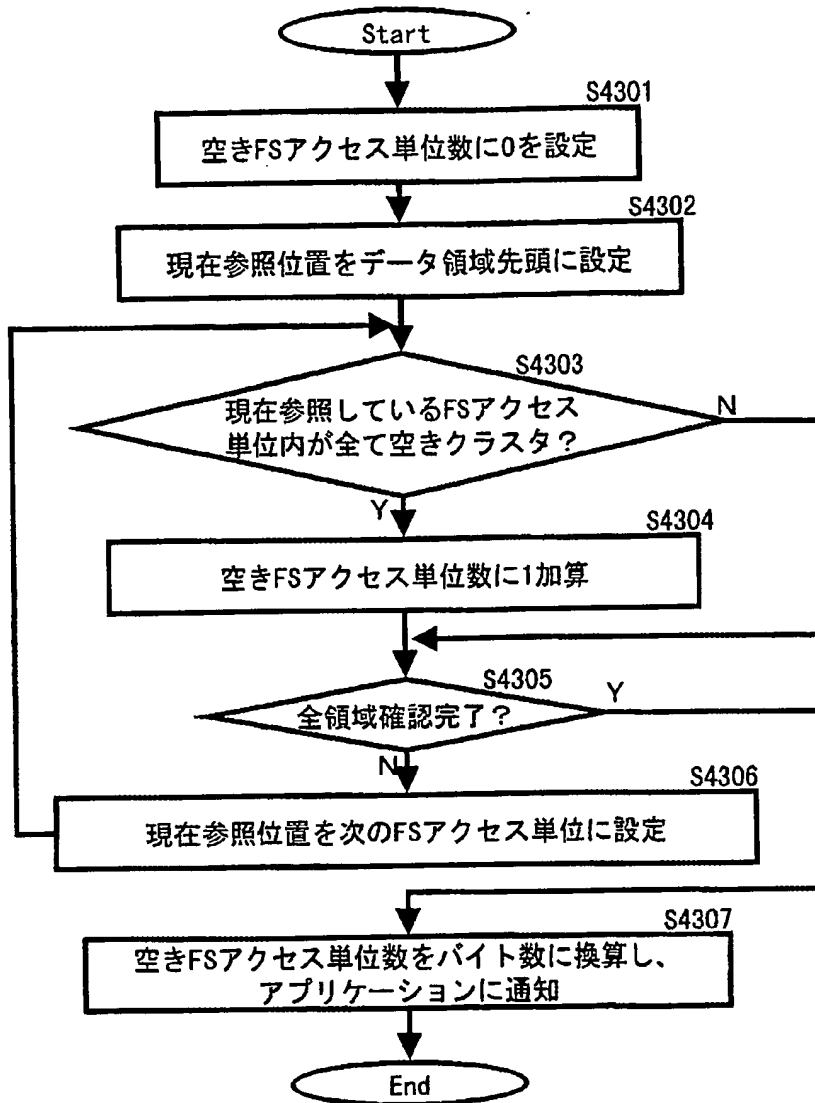 Start
S4301
空きFSアクセス単位数に0を設定
S4302
現在参照位置をデータ領域先頭に設定
S4303
現在参照しているFSアクセス
単位内が全て空きクラスタ?
N
Y
S4304
空きFSアクセス単位数に1加算
S4305
全領域確認完了?
Y
N
S4306
現在参照位置を次のFSアクセス単位に設定
S4307
空きFSアクセス単位数をバイト数に換算し、
アプリケーションに通知
End